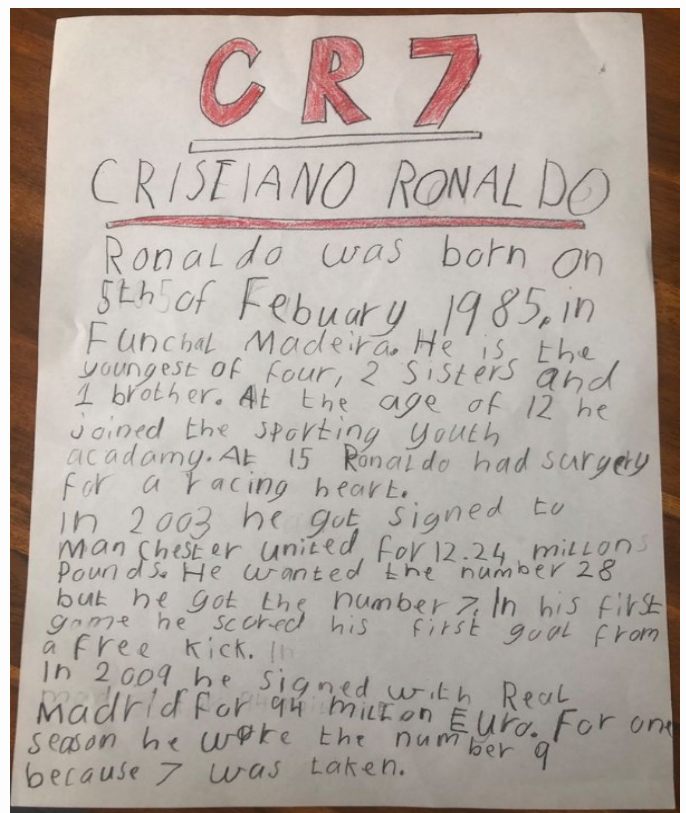 CR7
CRISTIANO RONALDO
Ronaldo was born on
5th of Febuary 1985. in
Funchal Madeira. He is the
youngest of four, 2 sisters and
1 brother. At the age of 12 he
joined the sporting youth
acadamy. At 15 Ronaldo had surgery
for a racing heart.
In 2003 he got signed to
Manchester united for 12.24 millons
Pounds. He wanted the number 28
but he got the number 7. In his first
game he scored his first goal from
a free kick.
In 2009 he signed with Real
Madrid for 94 millton Euro. For one
season he wore the number 9
because 7 was taken.